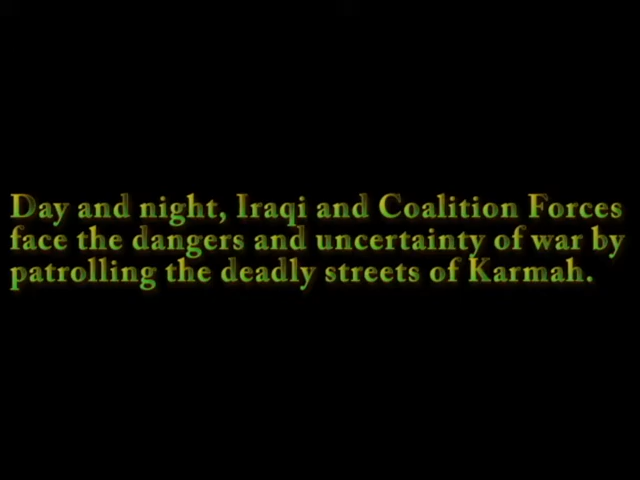 Day and night, Iraqi and Coalition Forces
face the dangers and uncertainty of war by
patrolling the deadly streets of Karmah.